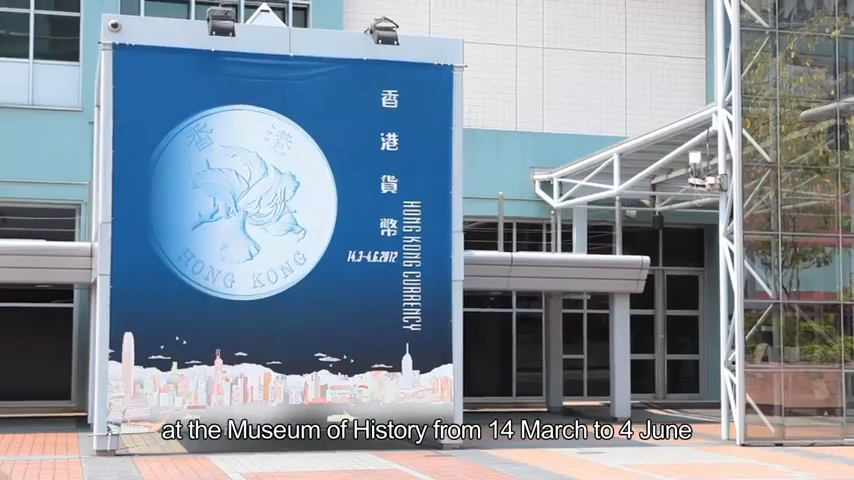 香港
HONG KONG
香港貨幣
HONG KONG CURRENCY
14.3-4.6.2012
at the Museum of History from 14 March to 4 June